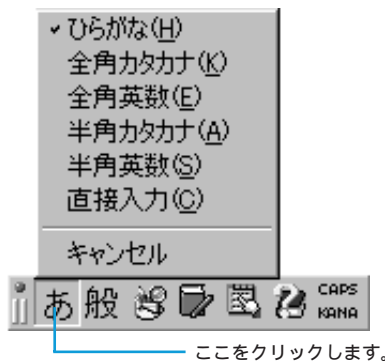 ひらがな(H)
全角カタカナ(K)
全角英数(E)
半角カタカナ(A)
半角英数(S)
直接入力(C)
キャンセル
あ 般 CAPS
KANA
ここをクリックします。